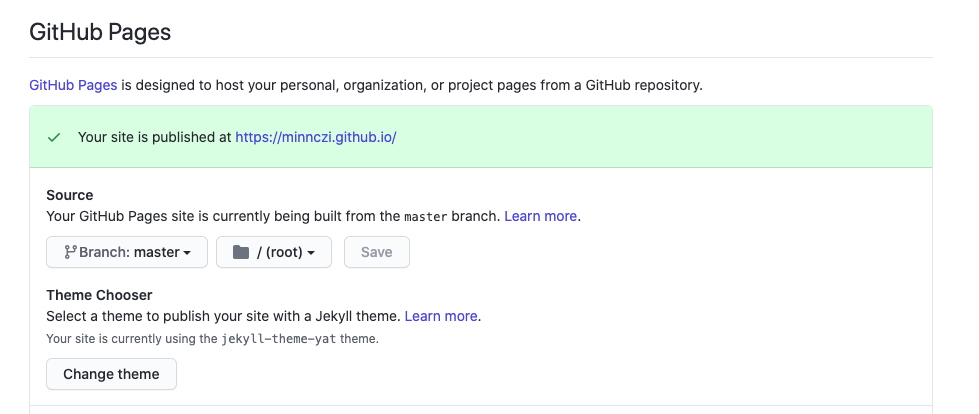 GitHub Pages
GitHub Pages is designed to host your personal, organization, or project pages from a GitHub repository.
Your site is published at https://minnczi.github.io/
Source
Your GitHub Pages site is currently being built from the master branch. Learn more.
Branch: master / (root) Save
Theme Chooser
Select a theme to publish your site with a Jekyll theme. Learn more.
Your site is currently using the jekyll-theme-yat theme.
Change theme